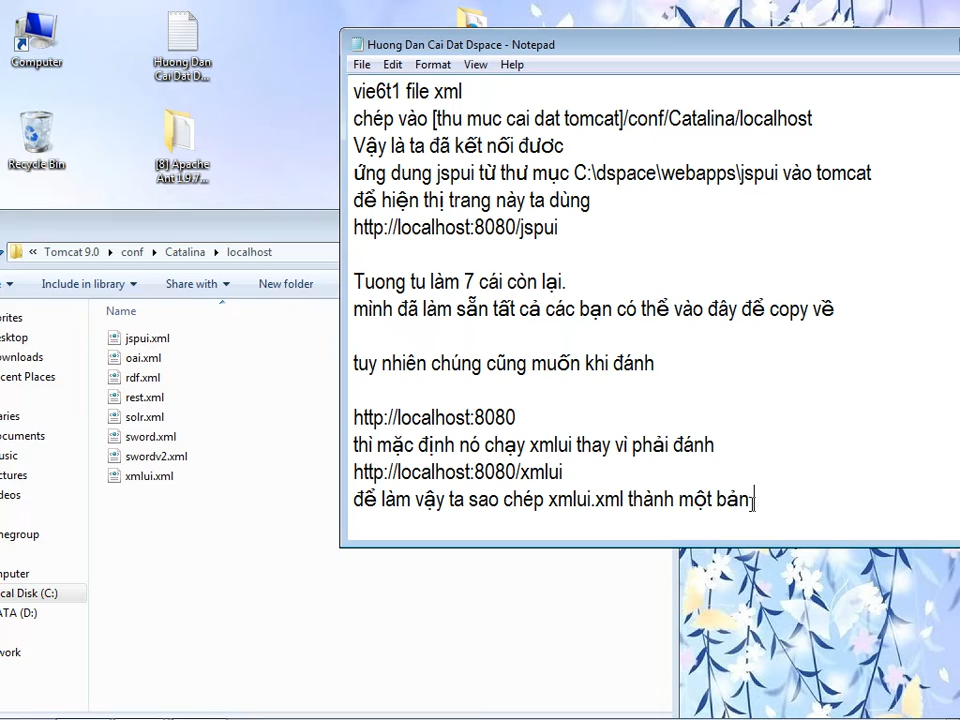 Computer
Huong Dan
Cai Dat D...
Recycle Bin
[8] Apache
Ant 1.9.7...
Huong Dan Cai Dat Dspace - Notepad
File Edit Format View Help
vie6t1 file xml
chép vào [thu muc cai dat tomcat]/conf/Catalina/localhost
Vậy là ta đã kết nối đươc
ứng dung jspui từ thư mục C:\dspace\webapps\jspui vào tomcat
để hiện thị trang này ta dùng
http://localhost:8080/jspui
Tuong tu làm 7 cái còn lại.
mình đã làm sẵn tất cả các bạn có thể vào đây để copy về
tuy nhiên chúng cũng muốn khi đánh
http://localhost:8080
thì mặc định nó chạy xmlui thay vì phải đánh
http://localhost:8080/xmlui
để làm vậy ta sao chép xmlui.xml thành một bản
« Tomcat 9.0 conf Catalina localhost
Include in library Share with New folder
Name
jspui.xml
oai.xml
rdf.xml
rest.xml
solr.xml
sword.xml
swordv2.xml
xmlui.xml
rites
sktop
wnloads
cent Places
aries
ocuments
usic
ctures
eos
megroup
mputer
cal Disk (C:)
ATA (D:)
work